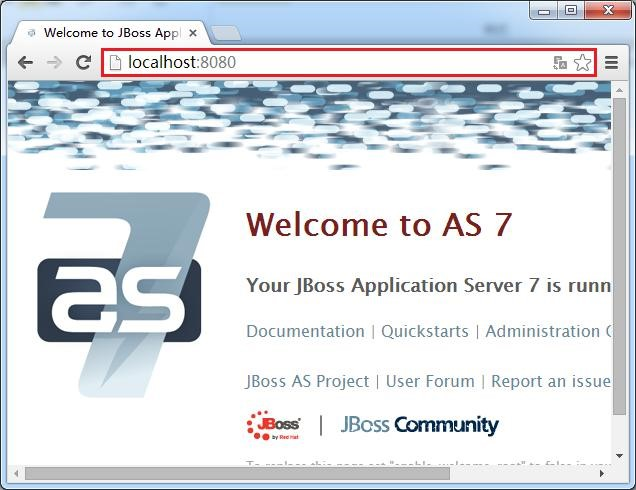 Welcome to JBoss Appl
localhost:8080
7
as
Welcome to AS 7
Your JBoss Application Server 7 is runn
Documentation | Quickstarts | Administration C
JBoss AS Project | User Forum | Report an issue
JBoss by Red Hat | JBoss Community
To replace this page set "enable-welcome-root" to false in your